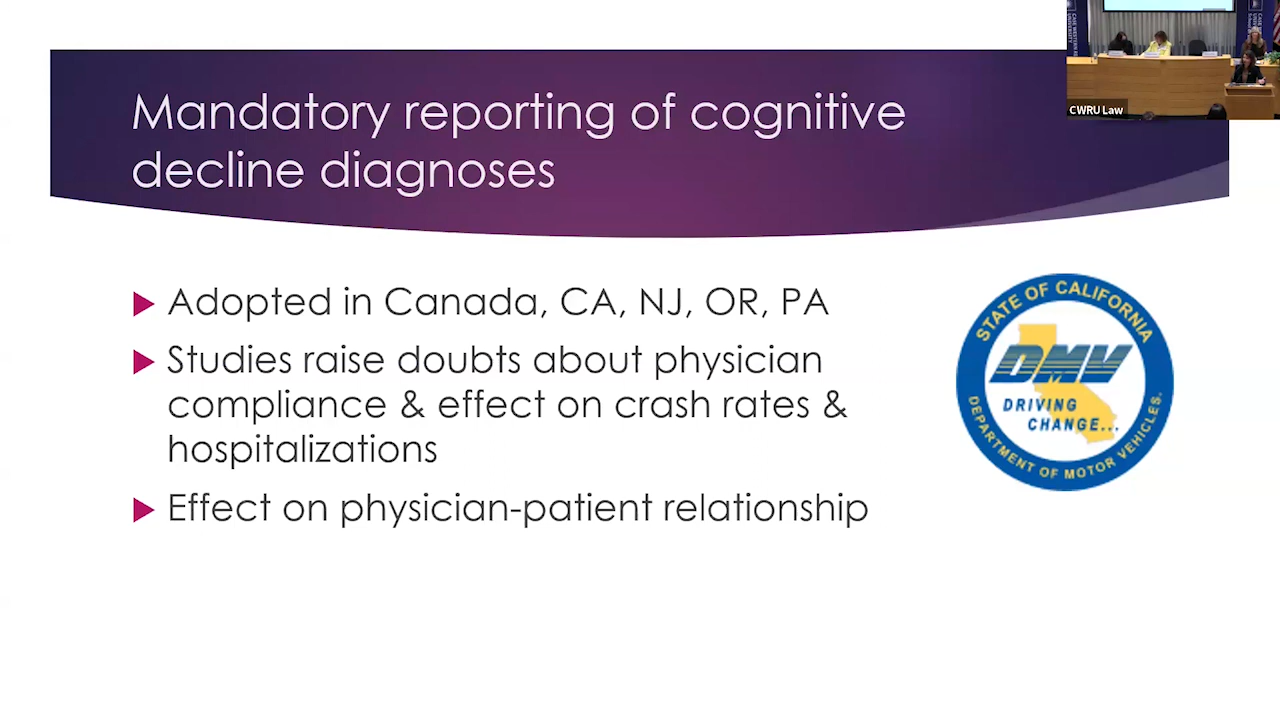 Mandatory reporting of cognitive
decline diagnoses
Adopted in Canada, CA, NJ, OR, PA
Studies raise doubts about physician
compliance & effect on crash rates &
hospitalizations
Effect on physician-patient relationship
STATE OF CALIFORNIA
DMV
DRIVING
CHANGE...
DEPARTMENT OF MOTOR VEHICLES.
CWRU Law